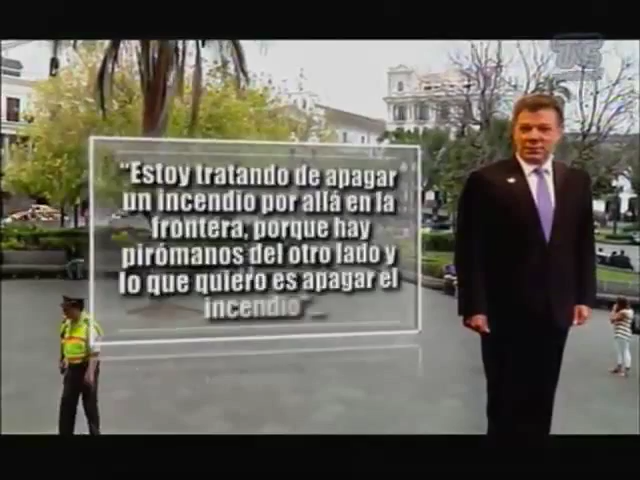 "Estoy tratando de apagar
un incendio por allá en la
frontera, porque hay
pirómanos del otro lado y
lo que quiero es apagar el
incendio"...